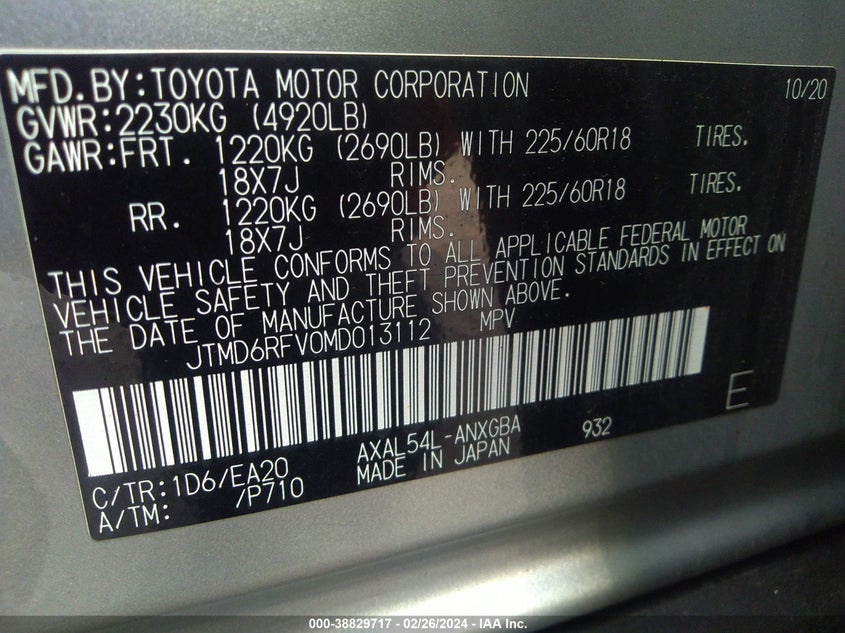 MFD.BY:TOYOTA MOTOR CORPORATION 10/20
GVWR:2230KG (4920LB)
GAWR:FRT. 1220KG (2690LB) WITH 225/60R18 TIRES.
18X7J RIMS.
RR. 1220KG (2690LB) WITH 225/60R18 TIRES.
18X7J RIMS.
THIS VEHICLE CONFORMS TO ALL APPLICABLE FEDERAL MOTOR
VEHICLE SAFETY AND THEFT PREVENTION STANDARDS IN EFFECT ON
THE DATE OF MANUFACTURE SHOWN ABOVE.
JTMD6RFV0MD013112 MPV
E
C/TR:1D6/EA20 AXAL54L-ANXGBA 932
A/TM: /P710 MADE IN JAPAN
000-38829717 - 02/26/2024 - IAA Inc.